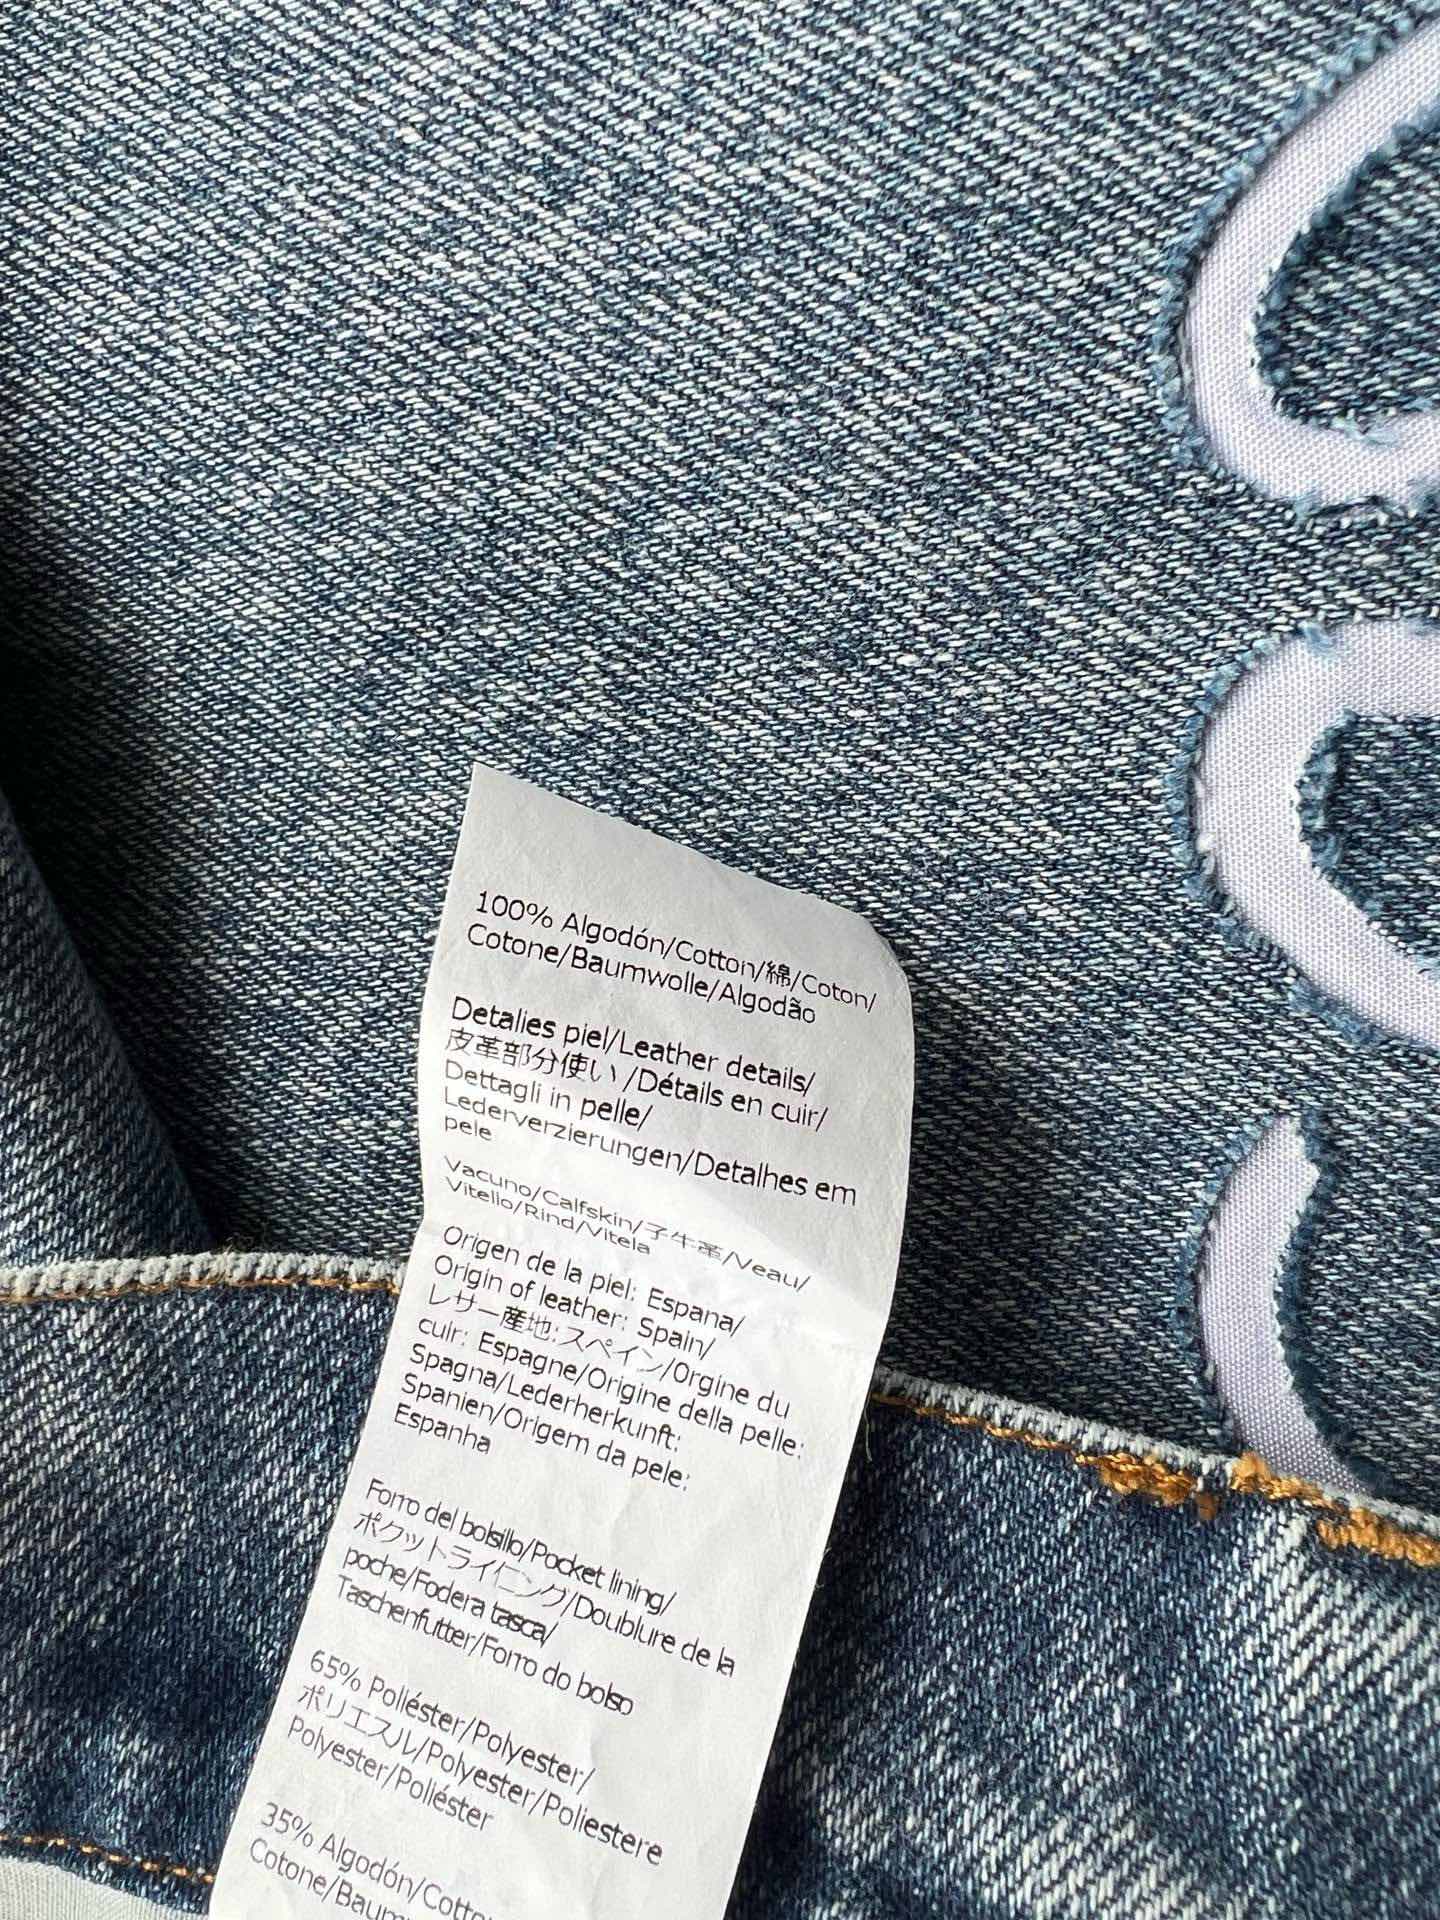 100% Algodón/Cotton/綿/Coton/
Cotone/Baumwolle/Algodão
Detalies piel/Leather details/
皮革部分使い/Détails en cuir/
Dettagli in pelle/
Lederverzierungen/Detalhes em
pele
Vacuno/Calfskin/子牛革/Veau/
Vitello/Rind/Vitela
Origen de la piel: Espana/
Origin of leather: Spain/
レザー産地:スペイン/Orgine du
cuir: Espagne/Origine della pelle:
Spagna/Lederherkunft:
Spanien/Origem da pele:
Espanha
Forro del bolsillo/Pocket lining/
ポケットライニング/Doublure de la
poche/Fodera tasca/
Taschenfutter/Forro do bolso
65% Poliéster/Polyester/
ポリエスル/Polyester/Poliestere
Polyester/Poliéster
35% Algodón/Cotto
Cotone/Baum